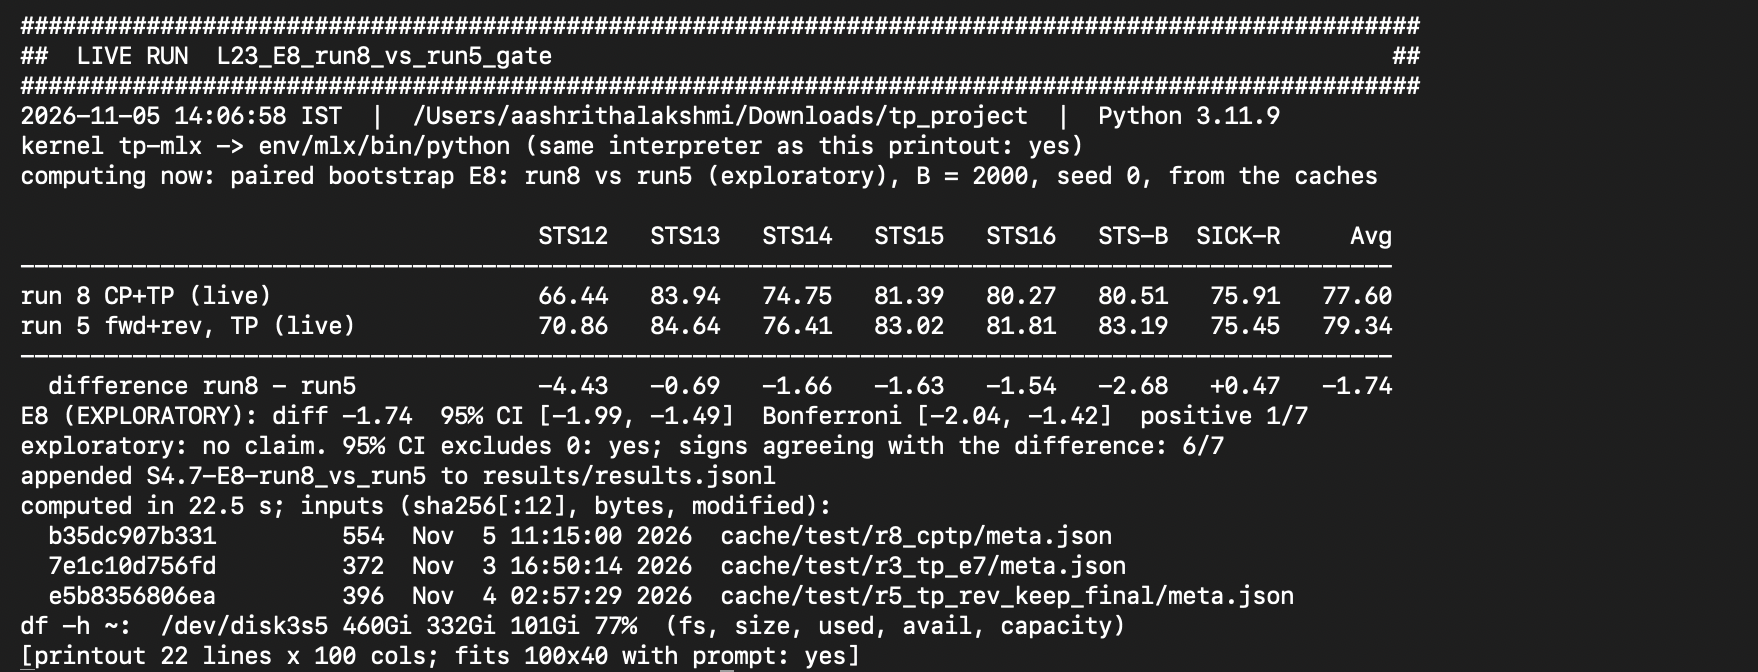 ####################################################################################################
##  LIVE RUN  L23_E8_run8_vs_run5_gate                                                            ##
####################################################################################################
2026-11-05 14:06:58 IST  |  /Users/aashrithalakshmi/Downloads/tp_project  |  Python 3.11.9
kernel tp-mlx -> env/mlx/bin/python (same interpreter as this printout: yes)
computing now: paired bootstrap E8: run8 vs run5 (exploratory), B = 2000, seed 0, from the caches
                                     STS12   STS13   STS14   STS15   STS16   STS-B  SICK-R     Avg
──────────────────────────────────────────────────────────────────────────────────────────────────
run 8 CP+TP (live)                   66.44   83.94   74.75   81.39   80.27   80.51   75.91   77.60
run 5 fwd+rev, TP (live)             70.86   84.64   76.41   83.02   81.81   83.19   75.45   79.34
──────────────────────────────────────────────────────────────────────────────────────────────────
  difference run8 - run5             -4.43   -0.69   -1.66   -1.63   -1.54   -2.68   +0.47   -1.74
E8 (EXPLORATORY): diff -1.74  95% CI [-1.99, -1.49]  Bonferroni [-2.04, -1.42]  positive 1/7
exploratory: no claim. 95% CI excludes 0: yes; signs agreeing with the difference: 6/7
appended S4.7-E8-run8_vs_run5 to results/results.jsonl
computed in 22.5 s; inputs (sha256[:12], bytes, modified):
  b35dc907b331         554  Nov  5 11:15:00 2026  cache/test/r8_cptp/meta.json
  7e1c10d756fd         372  Nov  3 16:50:14 2026  cache/test/r3_tp_e7/meta.json
  e5b8356806ea         396  Nov  4 02:57:29 2026  cache/test/r5_tp_rev_keep_final/meta.json
df -h ~:  /dev/disk3s5 460Gi 332Gi 101Gi 77%  (fs, size, used, avail, capacity)
[printout 22 lines x 100 cols; fits 100x40 with prompt: yes]